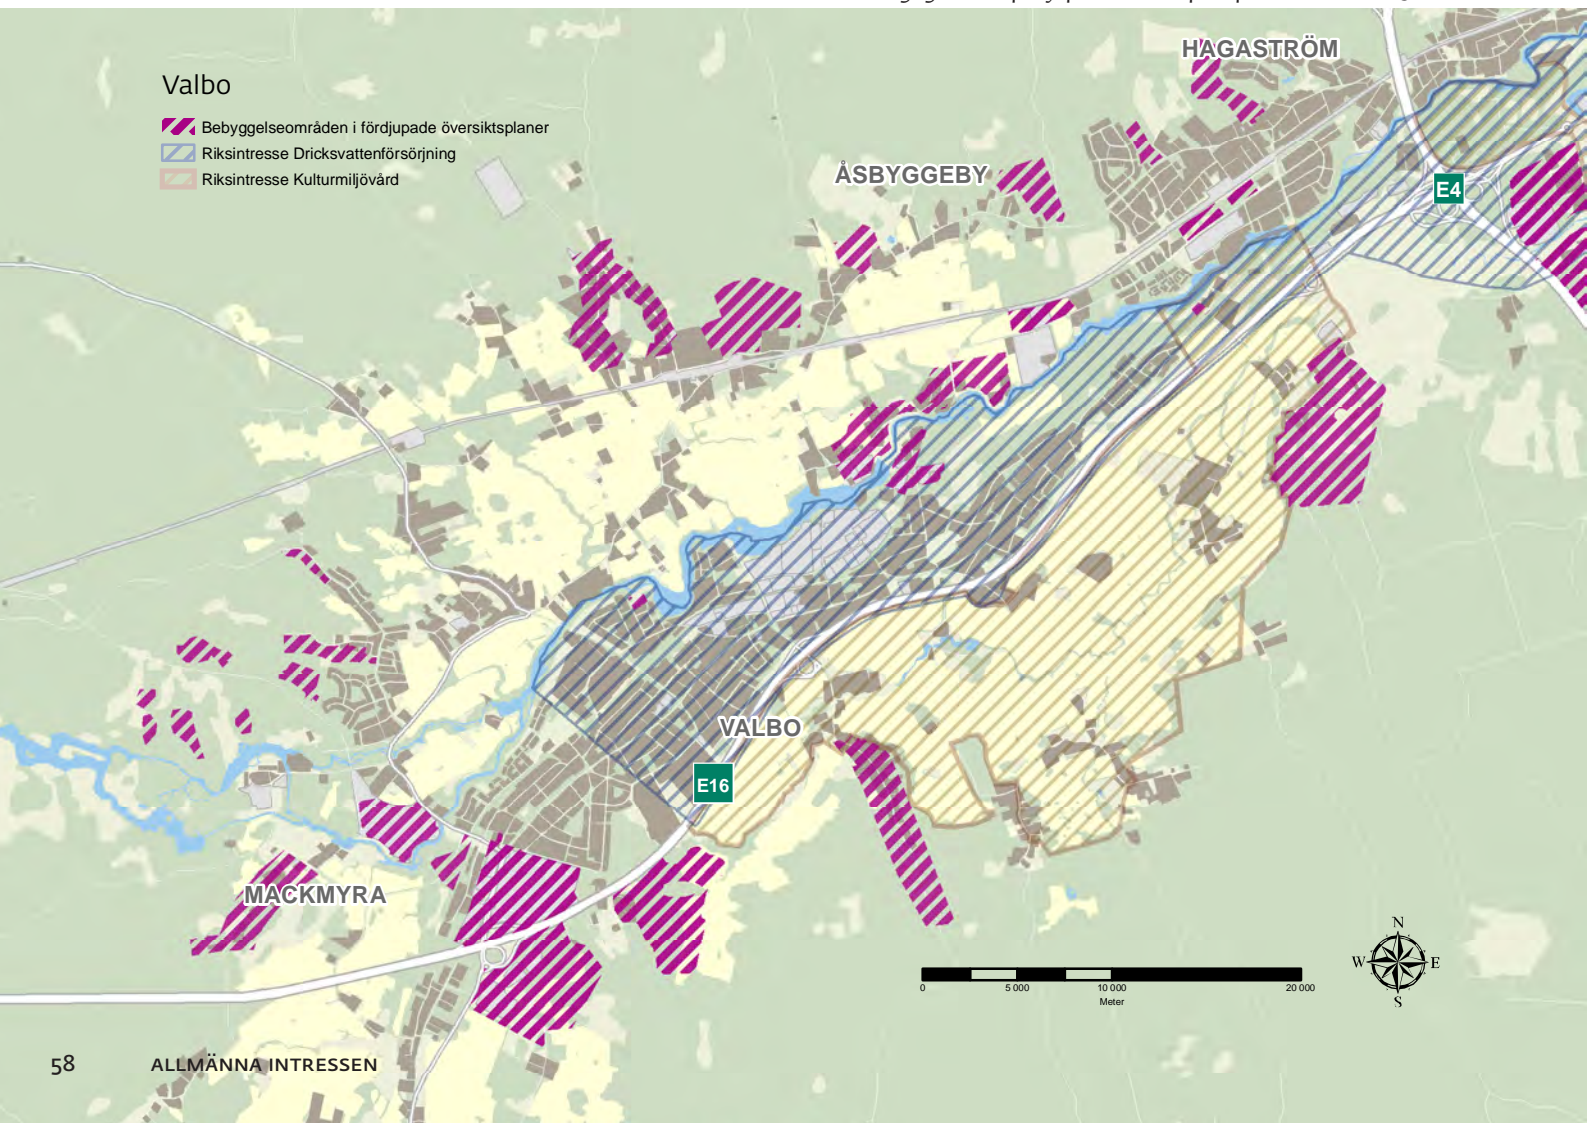 HAGASTRÖM
Valbo
Bebyggelseområden i fördjupade översiktsplaner
Riksintresse Dricksvattenförsörjning
Riksintresse Kulturmiljövård
ÅSBYGGEBY
E4
VALBO
E16
MACKMYRA
N
W E
S
0 5 000 10 000 20 000
Meter
58 ALLMÄNNA INTRESSEN